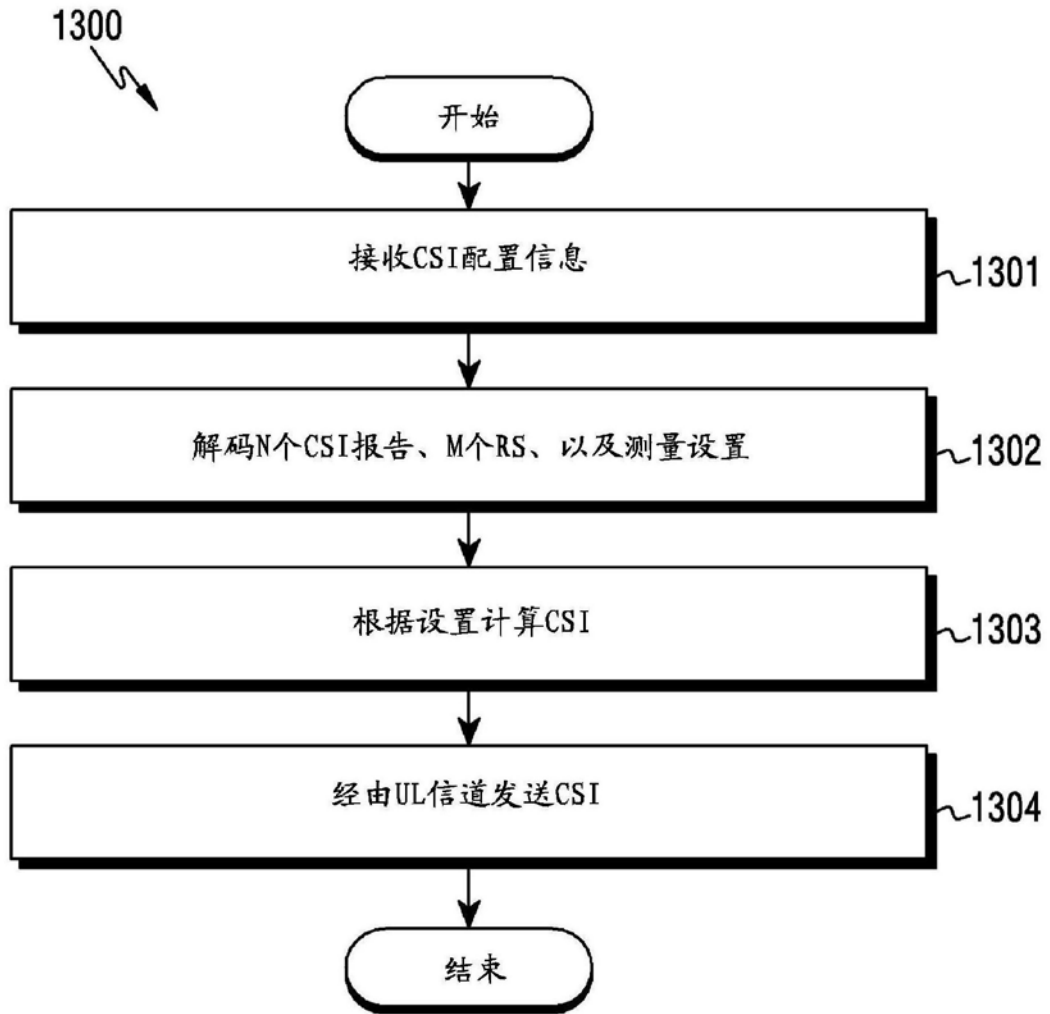 1300
开始
接收CSI配置信息
1301
解码N个CSI报告、M个RS、以及测量设置
1302
根据设置计算CSI
1303
经由UL信道发送CSI
1304
结束